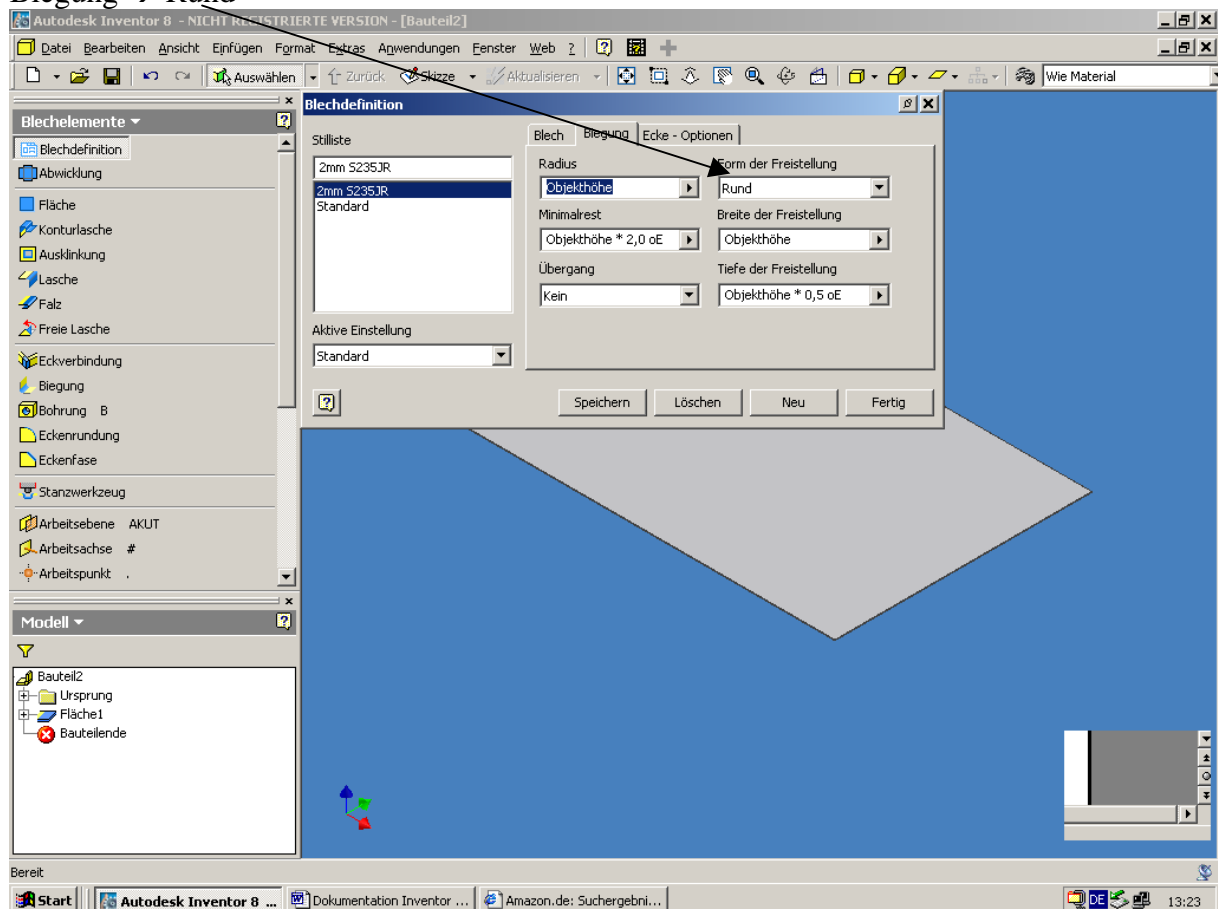 Biegung → Rund
Autodesk Inventor 8 - NICHT REGISTRIERTE VERSION - [Bauteil2]
Datei Bearbeiten Ansicht Einfügen Format Extras Anwendungen Fenster Web ?
Auswählen Zurück Skizze Aktualisieren Wie Material
Blechelemente
Blechdefinition
Abwicklung
Fläche
Konturlasche
Ausklinkung
Lasche
Falz
Freie Lasche
Eckverbindung
Biegung
Bohrung B
Eckenrundung
Eckenfase
Stanzwerkzeug
Arbeitsebene AKUT
Arbeitsachse #
Arbeitspunkt .
Blechdefinition
Stilliste
2mm S235JR
2mm S235JR
Standard
Aktive Einstellung
Standard
Blech Biegung Ecke - Optionen
Radius
Objekthöhe
Minimalrest
Objekthöhe * 2,0 oE
Übergang
Kein
Form der Freistellung
Rund
Breite der Freistellung
Objekthöhe
Tiefe der Freistellung
Objekthöhe * 0,5 oE
Speichern Löschen Neu Fertig
Modell
Bauteil2
Ursprung
Fläche1
Bauteilende
Bereit
Start Autodesk Inventor 8 ... Dokumentation Inventor ... Amazon.de: Suchergebni... DE 13:23